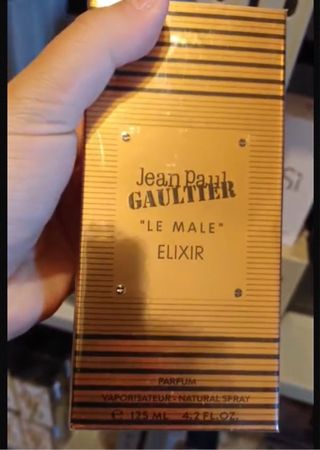 Jean Paul
GAULTIER
"LE MALE"
ELIXIR
PARFUM
VAPORISATEUR - NATURAL SPRAY
℮ 125 ML 4.2 FL.OZ.